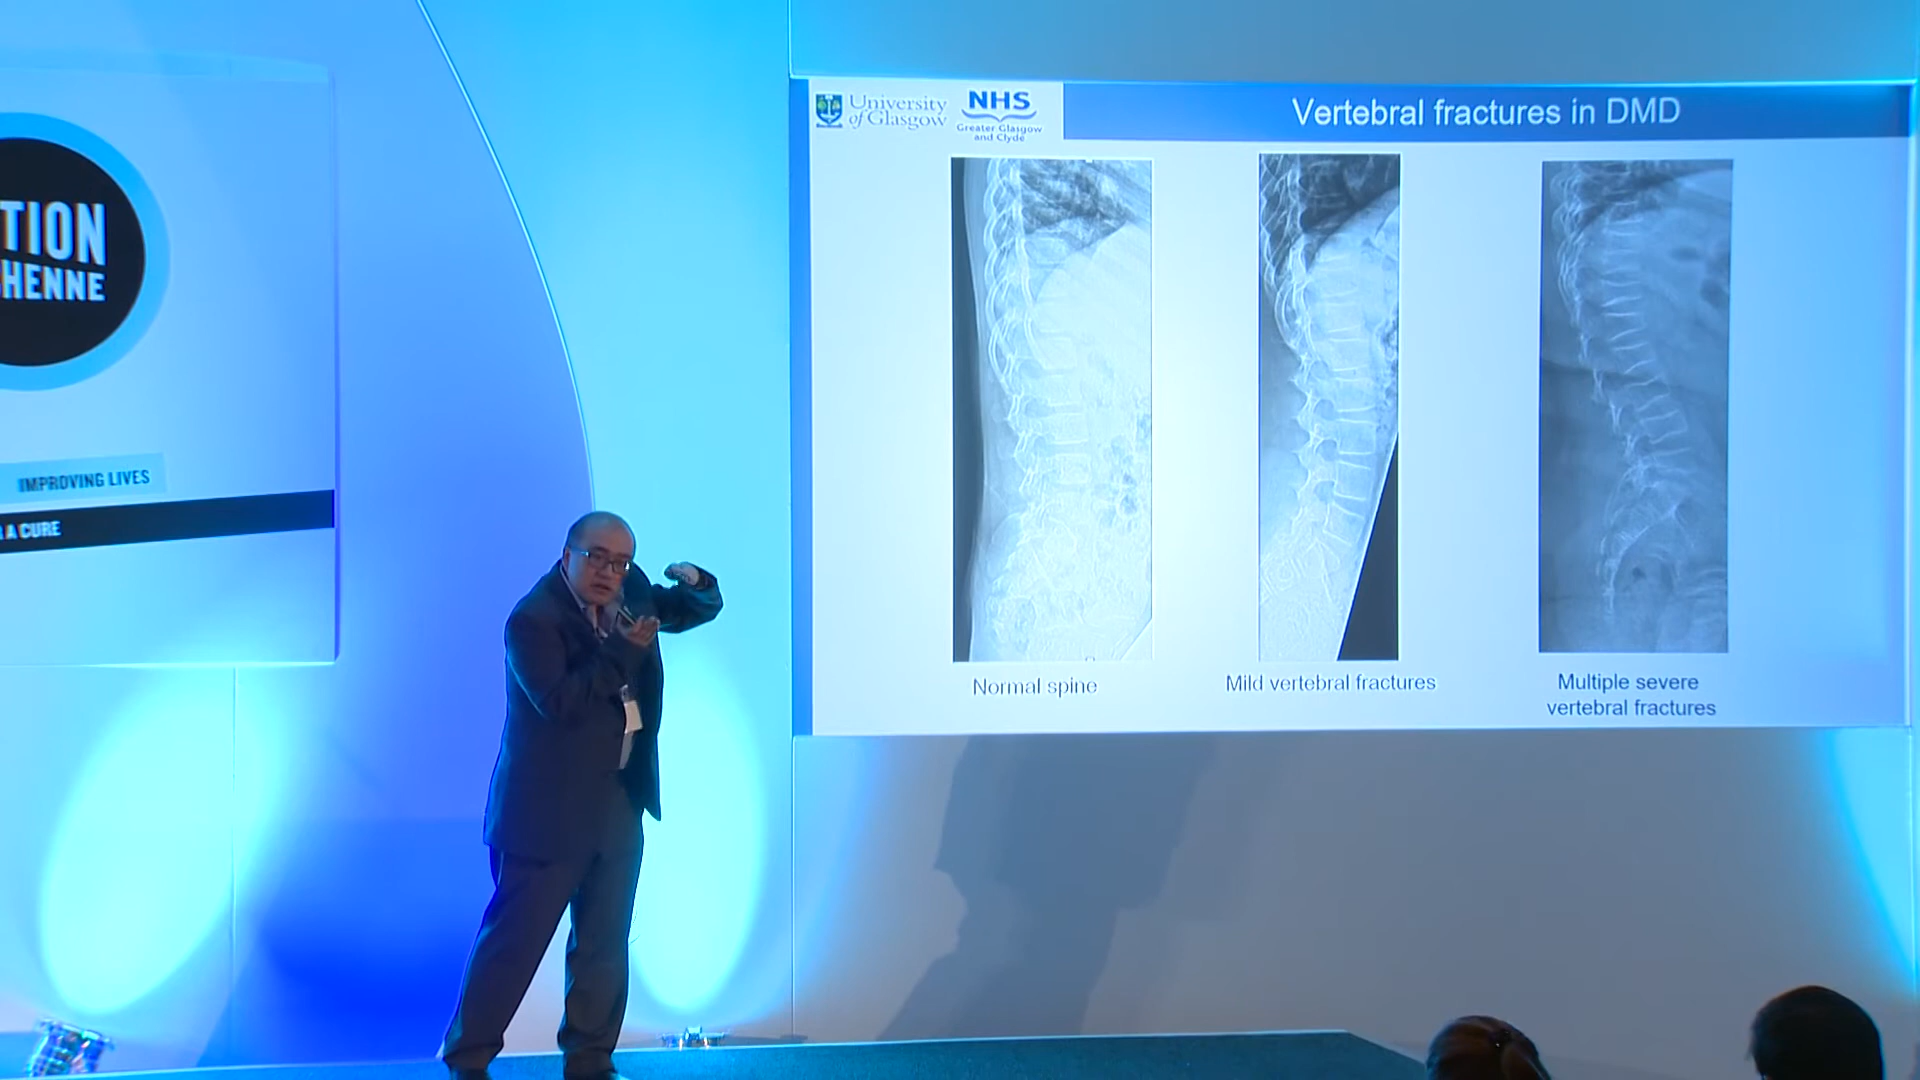 TION
HENNE
IMPROVING LIVES
A CURE
University
of Glasgow
NHS
Greater Glasgow
and Clyde
Vertebral fractures in DMD
Normal spine
Mild vertebral fractures
Multiple severe
vertebral fractures